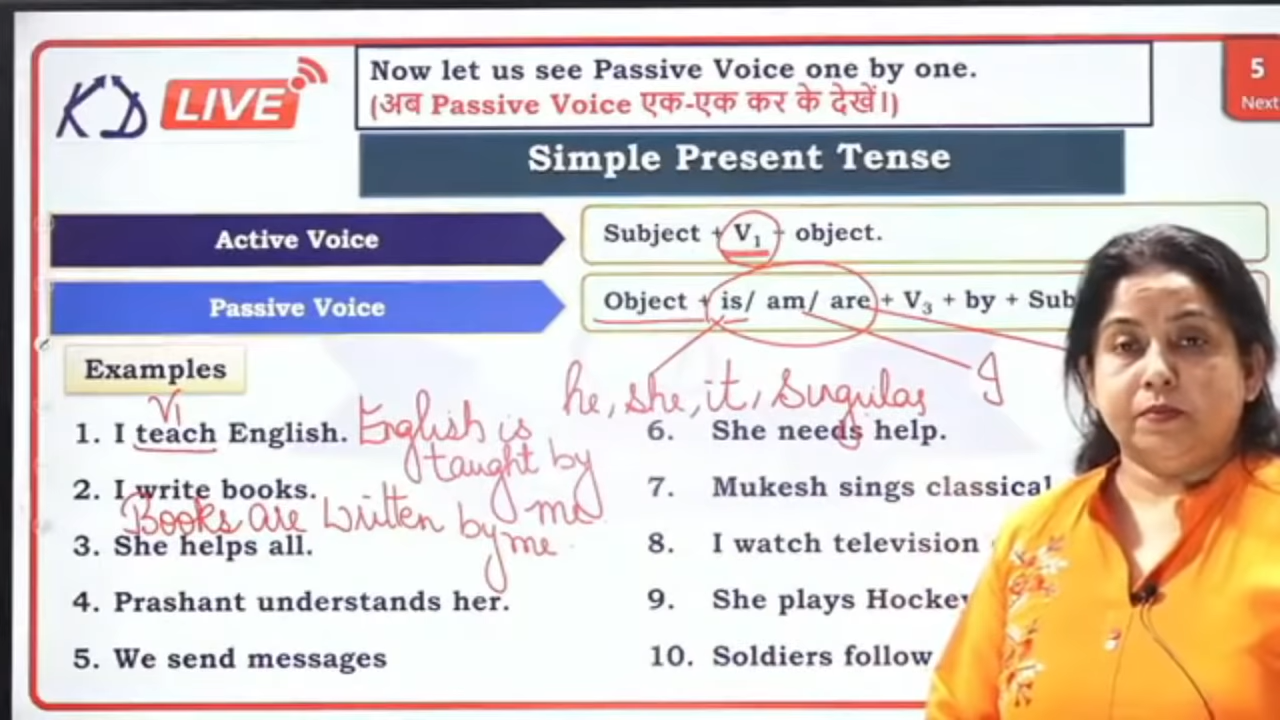 KD LIVE
Now let us see Passive Voice one by one.
(अब Passive Voice एक-एक कर के देखें।)
5
Next
Simple Present Tense
Active Voice
Subject + V₁ + object.
Passive Voice
Object + is/ am/ are + V₃ + by + Sub
Examples
he, she, it, Singular
I
V₁
1. I teach English.
English is
taught by
me
2. I write books.
Books are written by me.
3. She helps all.
4. Prashant understands her.
5. We send messages
6. She needs help.
7. Mukesh sings classical
8. I watch television
9. She plays Hockey
10. Soldiers follow